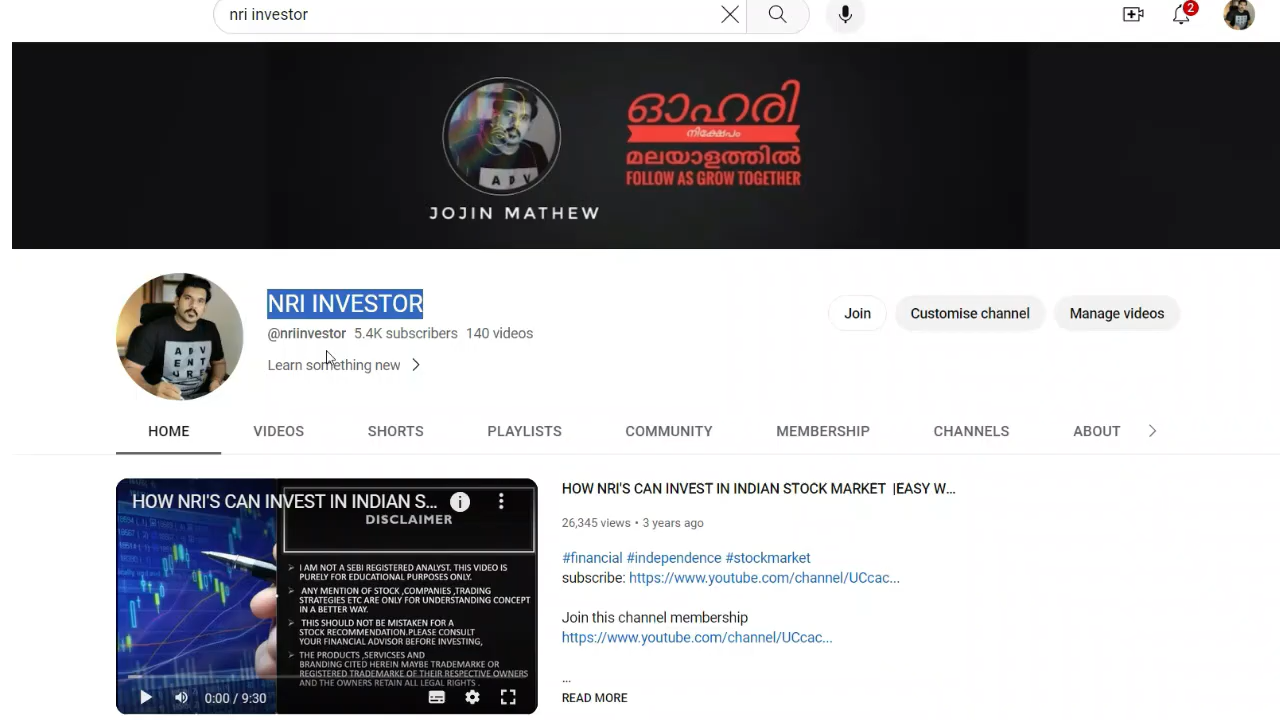 nri investor
2
ഓഹരി
നിക്ഷേപം
മലയാളത്തിൽ
FOLLOW AS GROW TOGETHER
A D V
JOJIN MATHEW
A D V
E N T
U R E
NRI INVESTOR
@nriinvestor 5.4K subscribers 140 videos
Learn something new
Join
Customise channel
Manage videos
HOME
VIDEOS
SHORTS
PLAYLISTS
COMMUNITY
MEMBERSHIP
CHANNELS
ABOUT
HOW NRI'S CAN INVEST IN INDIAN S...
DISCLAIMER
I AM NOT A SEBI REGISTERED ANALYST. THIS VIDEO IS
PURELY FOR EDUCATIONAL PURPOSES ONLY.
ANY MENTION OF STOCK ,COMPANIES ,TRADING
STRATEGIES ETC ARE ONLY FOR UNDERSTANDING CONCEPT
IN A BETTER WAY.
THIS SHOULD NOT BE MISTAKEN FOR A
STOCK RECOMMENDATION.PLEASE CONSULT
YOUR FINANCIAL ADVISOR BEFORE INVESTING,
THE PRODUCTS ,SERVICSES AND
BRANDING CITED HEREIN MAYBE TRADEMARKE OR
REGISTERED TRADEMARKE OF THEIR RESPECTIVE OWNERS
AND THE OWNERS RETAIN ALL LEGAL RIGHTS .
0:00 / 9:30
HOW NRI'S CAN INVEST IN INDIAN STOCK MARKET |EASY W...
26,345 views • 3 years ago
#financial #independence #stockmarket
subscribe: https://www.youtube.com/channel/UCcac...
Join this channel membership
https://www.youtube.com/channel/UCcac...
...
READ MORE